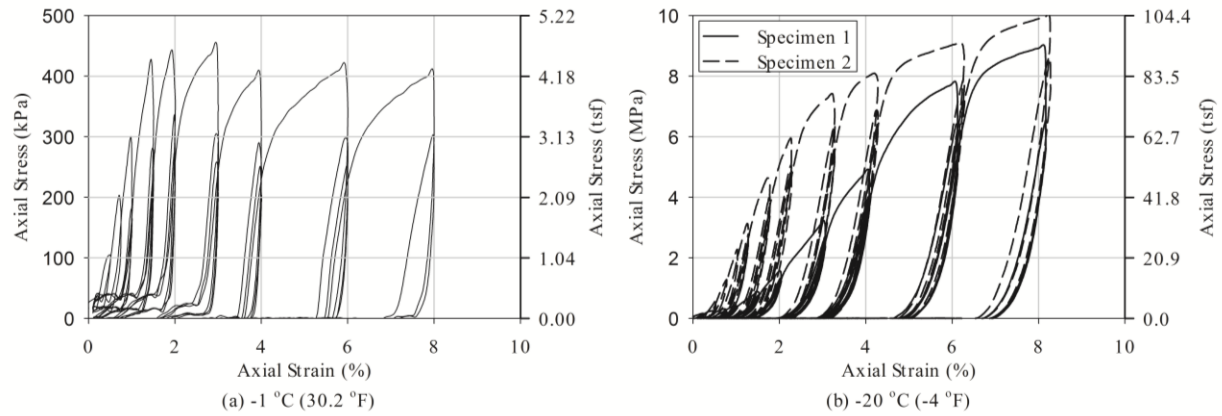 500
400
300
200
100
0
Axial Stress (kPa)
5.22
4.18
3.13
2.09
1.04
0.00
Axial Stress (tsf)
0 2 4 6 8 10
Axial Strain (%)
(a) -1 °C (30.2 °F)
10
8
6
4
2
0
Axial Stress (MPa)
Specimen 1
Specimen 2
104.4
83.5
62.7
41.8
20.9
0.0
Axial Stress (tsf)
0 2 4 6 8 10
Axial Strain (%)
(b) -20 °C (-4 °F)